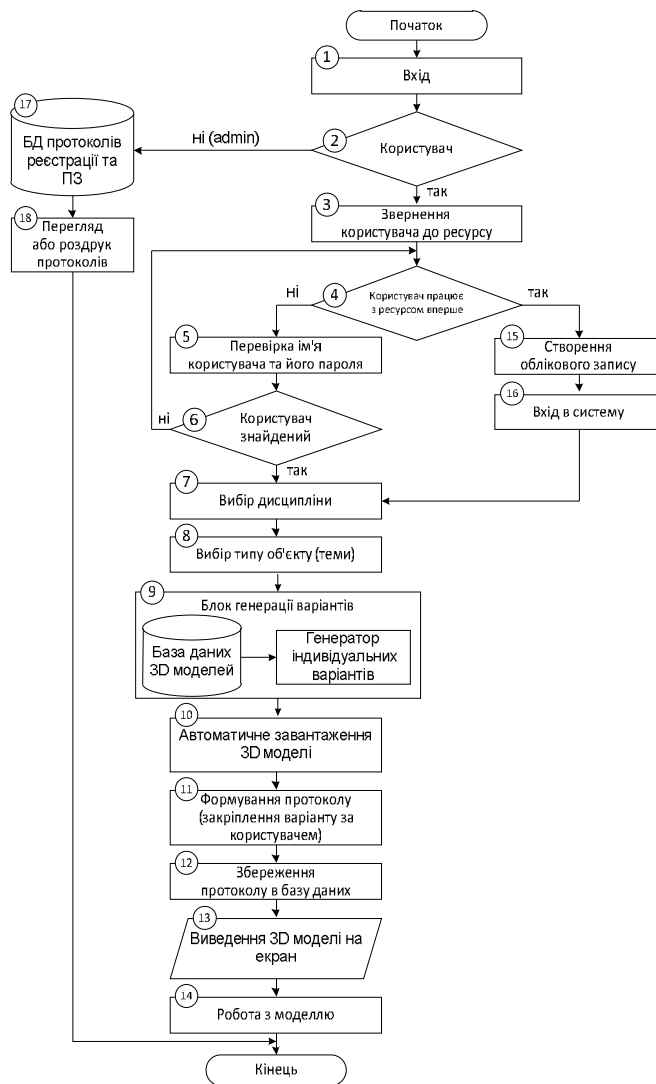 Початок
1
Вхід
17
БД протоколів
реєстрації та
ПЗ
ні (admin)
2
Користувач
так
18
Перегляд
або роздрук
протоколів
3
Звернення
користувача до ресурсу
ні
4
Користувач працює
з ресурсом вперше
так
5
Перевірка ім'я
користувача та його пароля
15
Створення
облікового запису
ні
6
Користувач
знайдений
16
Вхід в систему
так
7
Вибір дисципліни
8
Вибір типу об'єкту (теми)
9
Блок генерації варіантів
База даних
3D моделей
Генератор
індивідуальних
варіантів
10
Автоматичне завантаження
3D моделі
11
Формування протоколу
(закріплення варіанту за
користувачем)
12
Збереження
протоколу в базу даних
13
Виведення 3D моделі на
екран
14
Робота з моделлю
Кінець